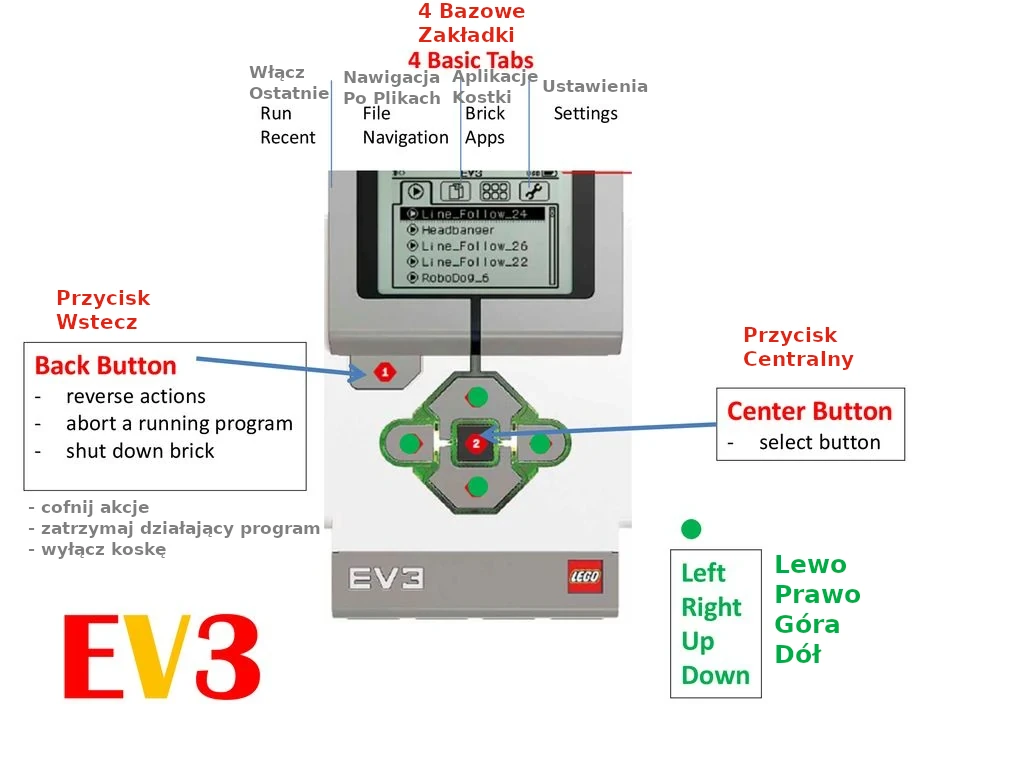 4 Bazowe
Zakładki
4 Basic Tabs
Włącz
Ostatnie
Nawigacja
Po Plikach
Aplikacje
Kostki
Ustawienia
Run
Recent
File
Navigation
Brick
Apps
Settings
EV3
Line_Follow_24
Headbanger
Line_Follow_26
Line_Follow_22
RoboDog_6
Przycisk
Wstecz
Back Button
- reverse actions
- abort a running program
- shut down brick
- cofnij akcje
- zatrzymaj działający program
- wyłącz koskę
1
2
Przycisk
Centralny
Center Button
- select button
EV3
LEGO
Left
Right
Up
Down
Lewo
Prawo
Góra
Dół
EV3